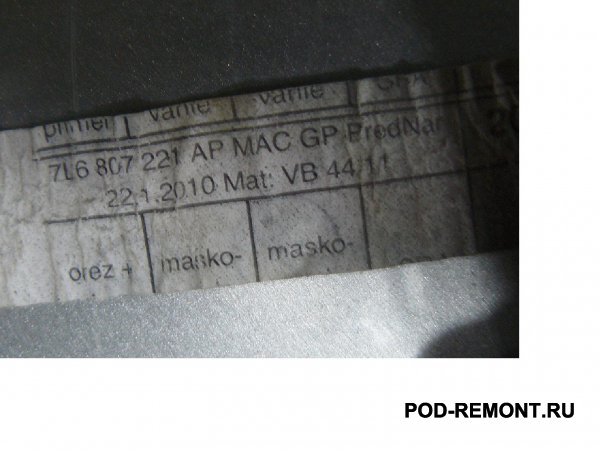 primer vanie vanie
7L6 807 221 AP MAC GP PredNar
22.1.2010 Mat: VB 44 11
orez + masko- masko-
POD-REMONT.RU